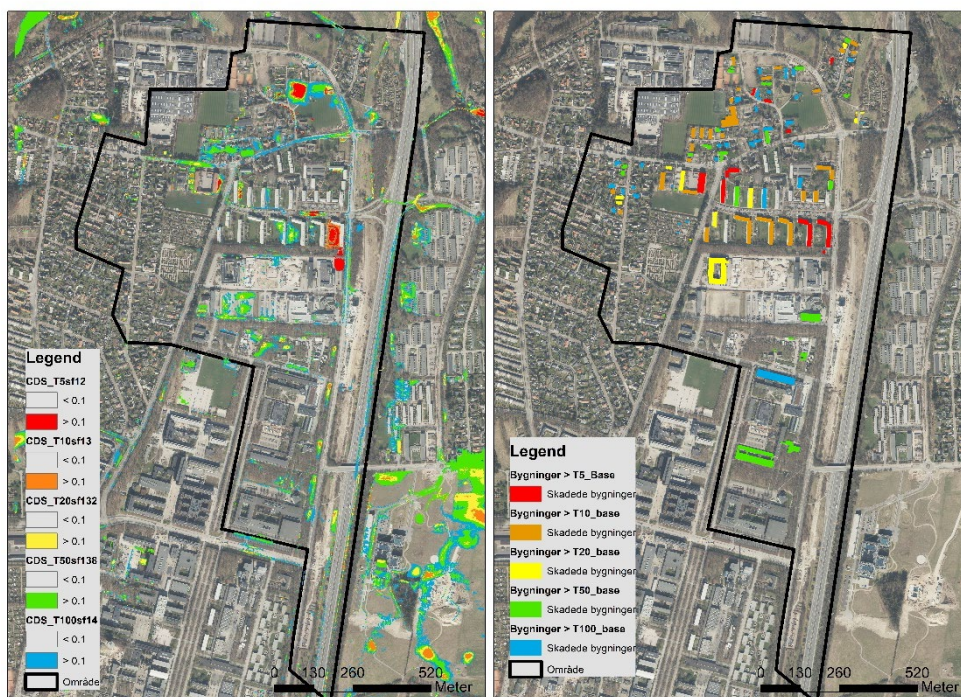 Legend
CDS_T5sf12
< 0.1
> 0.1
CDS_T10sf13
< 0.1
> 0.1
CDS_T20sf132
< 0.1
> 0.1
CDS_T50sf136
< 0.1
> 0.1
CDS_T100sf14
< 0.1
> 0.1
Område
0 130 260 520
Meter
Legend
Bygninger > T5_Base
Skadede bygninger
Bygninger > T10_base
Skadede bygninger
Bygninger > T20_base
Skadede bygninger
Bygninger > T50_base
Skadede bygninger
Bygninger > T100_base
Skadede bygninger
Område
0 130 260 520
Meter